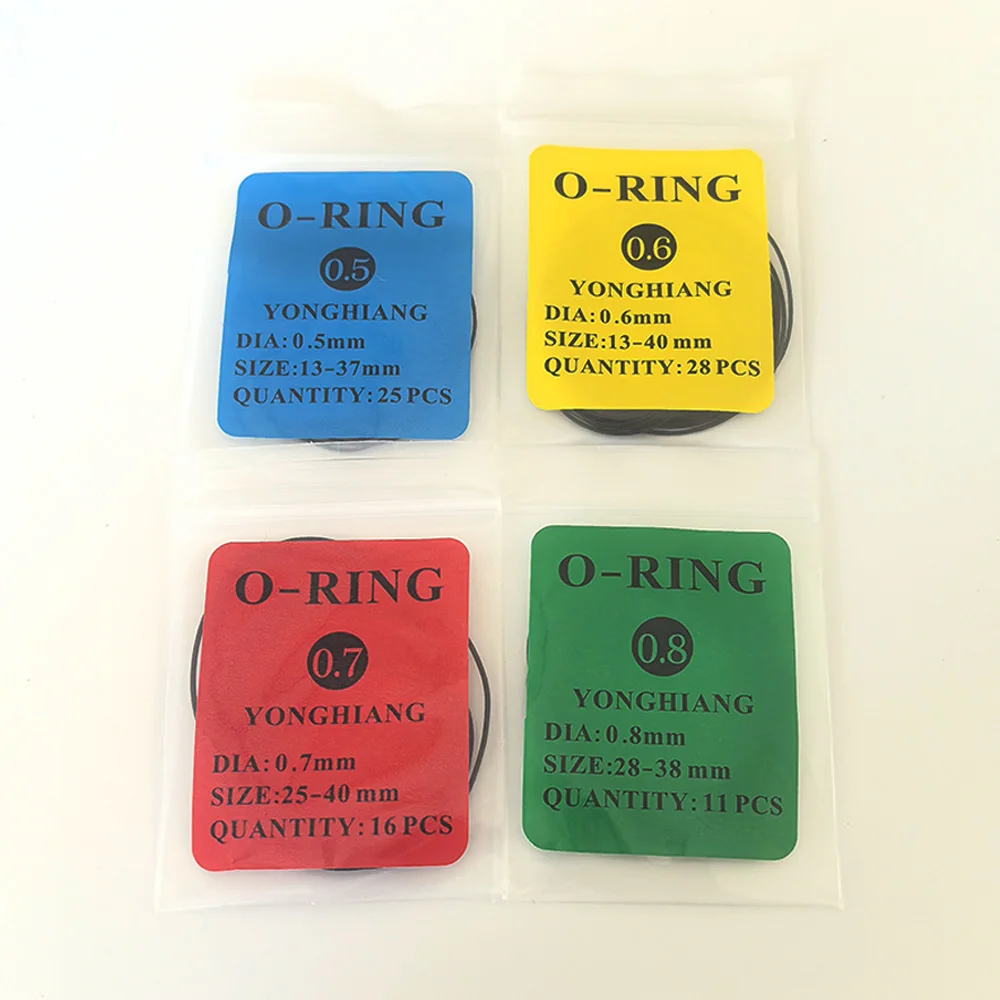 O-RING
0.5
YONGHIANG
DIA: 0.5mm
SIZE:13-37mm
QUANTITY: 25 PCS
O-RING
0.6
YONGHIANG
DIA: 0.6mm
SIZE:13-40 mm
QUANTITY: 28 PCS
O-RING
0.7
YONGHIANG
DIA: 0.7mm
SIZE:25-40 mm
QUANTITY: 16 PCS
O-RING
0.8
YONGHIANG
DIA: 0.8mm
SIZE:28-38 mm
QUANTITY: 11 PCS